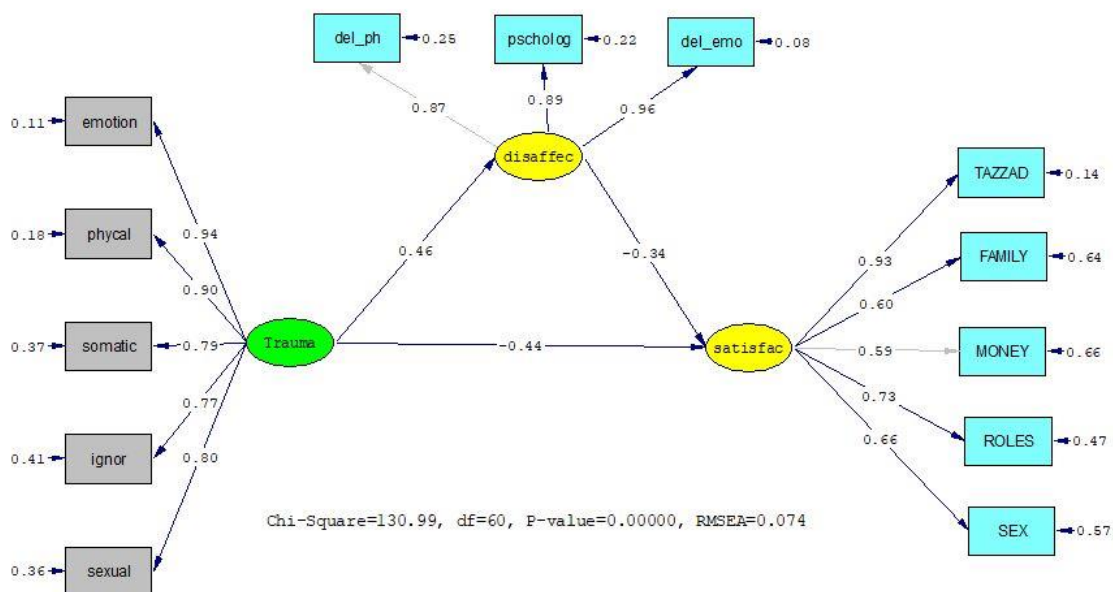 del_ph
0.25
pscholog
0.22
del_emo
0.08
0.87
0.89
0.96
0.11
emotion
disaffec
TAZZAD
0.14
0.18
phycal
0.94
0.46
-0.34
0.93
FAMILY
0.64
0.90
0.60
0.37
somatic
0.79
Trauma
-0.44
satisfac
0.59
MONEY
0.66
0.77
0.73
0.41
ignor
0.80
0.66
ROLES
0.47
Chi-Square=130.99, df=60, P-value=0.00000, RMSEA=0.074
SEX
0.57
0.36
sexual